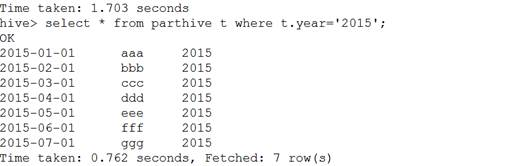 Time taken: 1.703 seconds
hive> select * from parthive t where t.year='2015';
OK
2015-01-01 aaa 2015
2015-02-01 bbb 2015
2015-03-01 ccc 2015
2015-04-01 ddd 2015
2015-05-01 eee 2015
2015-06-01 fff 2015
2015-07-01 ggg 2015
Time taken: 0.762 seconds, Fetched: 7 row(s)